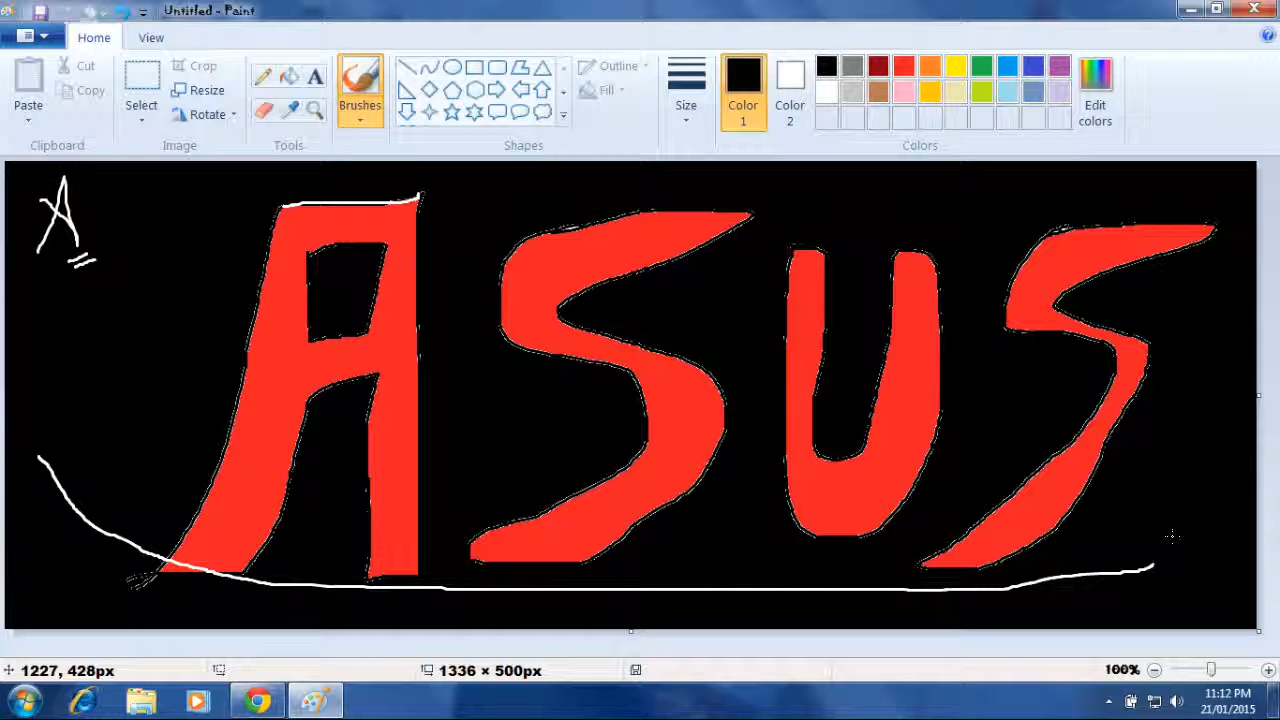 Untitled - Paint
Home View
Paste
Cut
Copy
Clipboard
Select
Crop
Resize
Rotate
Image
Tools
Brushes
Shapes
Outline
Fill
Size
Color 1
Color 2
Edit colors
Colors
A
ASUS
1227, 428px
1336 × 500px
100%
11:12 PM
21/01/2015